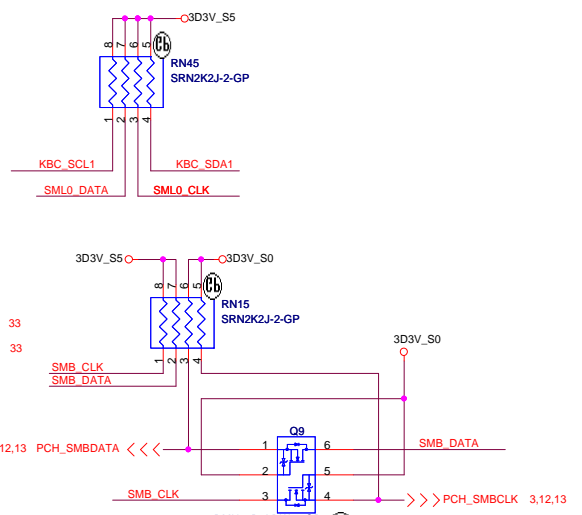 3D3V_S5
8 7 6 5
RN45
SRN2K2J-2-GP
1 2 3 4
KBC_SCL1 KBC_SDA1
SML0_DATA SML0_CLK
3D3V_S5 3D3V_S0
8 7 6 5
RN15
SRN2K2J-2-GP
33
33
1 2 3 4
3D3V_S0
SMB_CLK
SMB_DATA
Q9
12,13 PCH_SMBDATA 1 6 SMB_DATA
2 5
SMB_CLK 3 4 PCH_SMBCLK 3,12,13